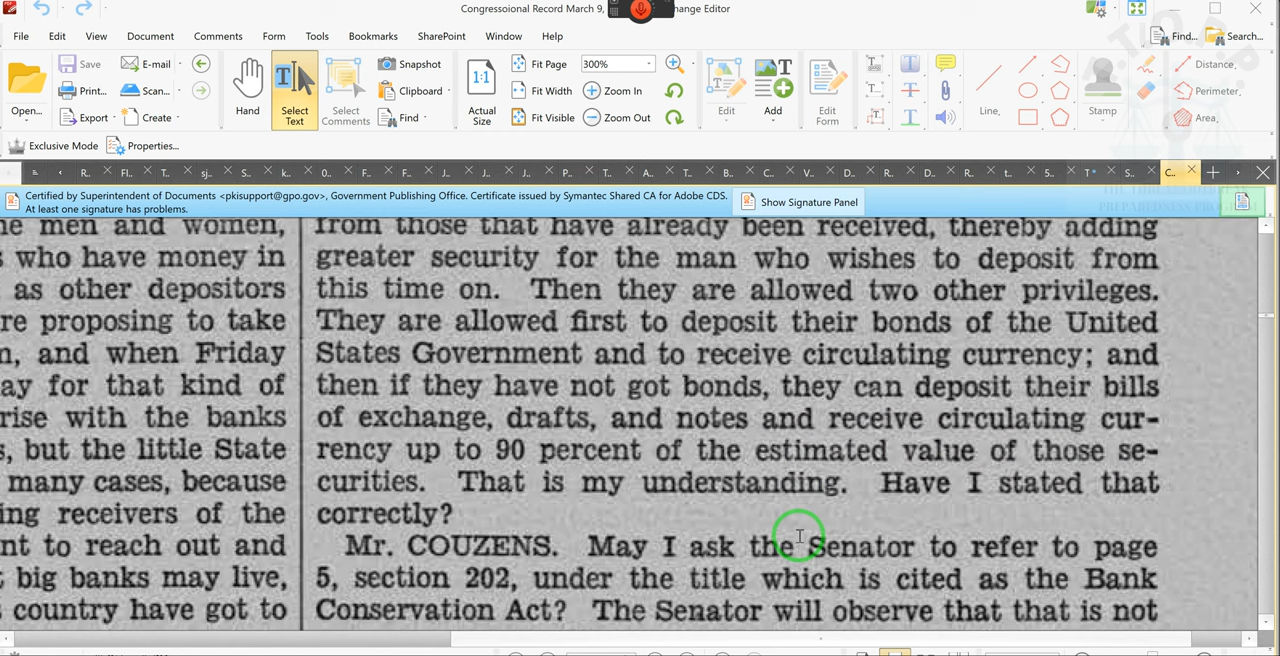 Congressioonal Record March 9,
ange Editor
File
Edit
View
Document
Comments
Form
Tools
Bookmarks
SharePoint
Window
Help
Find...
Search...
Open...
Save
Print...
Export
E-mail
Scan...
Create
Hand
Select
Text
Select
Comments
Snapshot
Clipboard
Find
1:1
Actual
Size
Fit Page
Fit Width
Fit Visible
300%
Zoom In
Zoom Out
Edit
Add
Edit
Form
Line
Stamp
Distance
Perimeter
Area
Exclusive Mode
Properties...
R..
Fl..
T..
sj..
S..
k..
0..
F..
F..
J..
J..
J..
p..
T..
A..
T..
B..
C..
V..
D..
R..
D..
R..
t..
5..
T*
S..
C..
Certified by Superintendent of Documents <pkisupport@gpo.gov>, Government Publishing Office. Certificate issued by Symantec Shared CA for Adobe CDS.
At least one signature has problems.
Show Signature Panel
he men and women,
s who have money in
as other depositors
re proposing to take
n, and when Friday
ay for that kind of
rise with the banks
s, but the little State
many cases, because
ing receivers of the
nt to reach out and
t big banks may live,
s country have got to
from those that have already been received, thereby adding
greater security for the man who wishes to deposit from
this time on. Then they are allowed two other privileges.
They are allowed first to deposit their bonds of the United
States Government and to receive circulating currency; and
then if they have not got bonds, they can deposit their bills
of exchange, drafts, and notes and receive circulating cur-
rency up to 90 percent of the estimated value of those se-
curities. That is my understanding. Have I stated that
correctly?
Mr. COUZENS. May I ask the Senator to refer to page
5, section 202, under the title which is cited as the Bank
Conservation Act? The Senator will observe that that is not